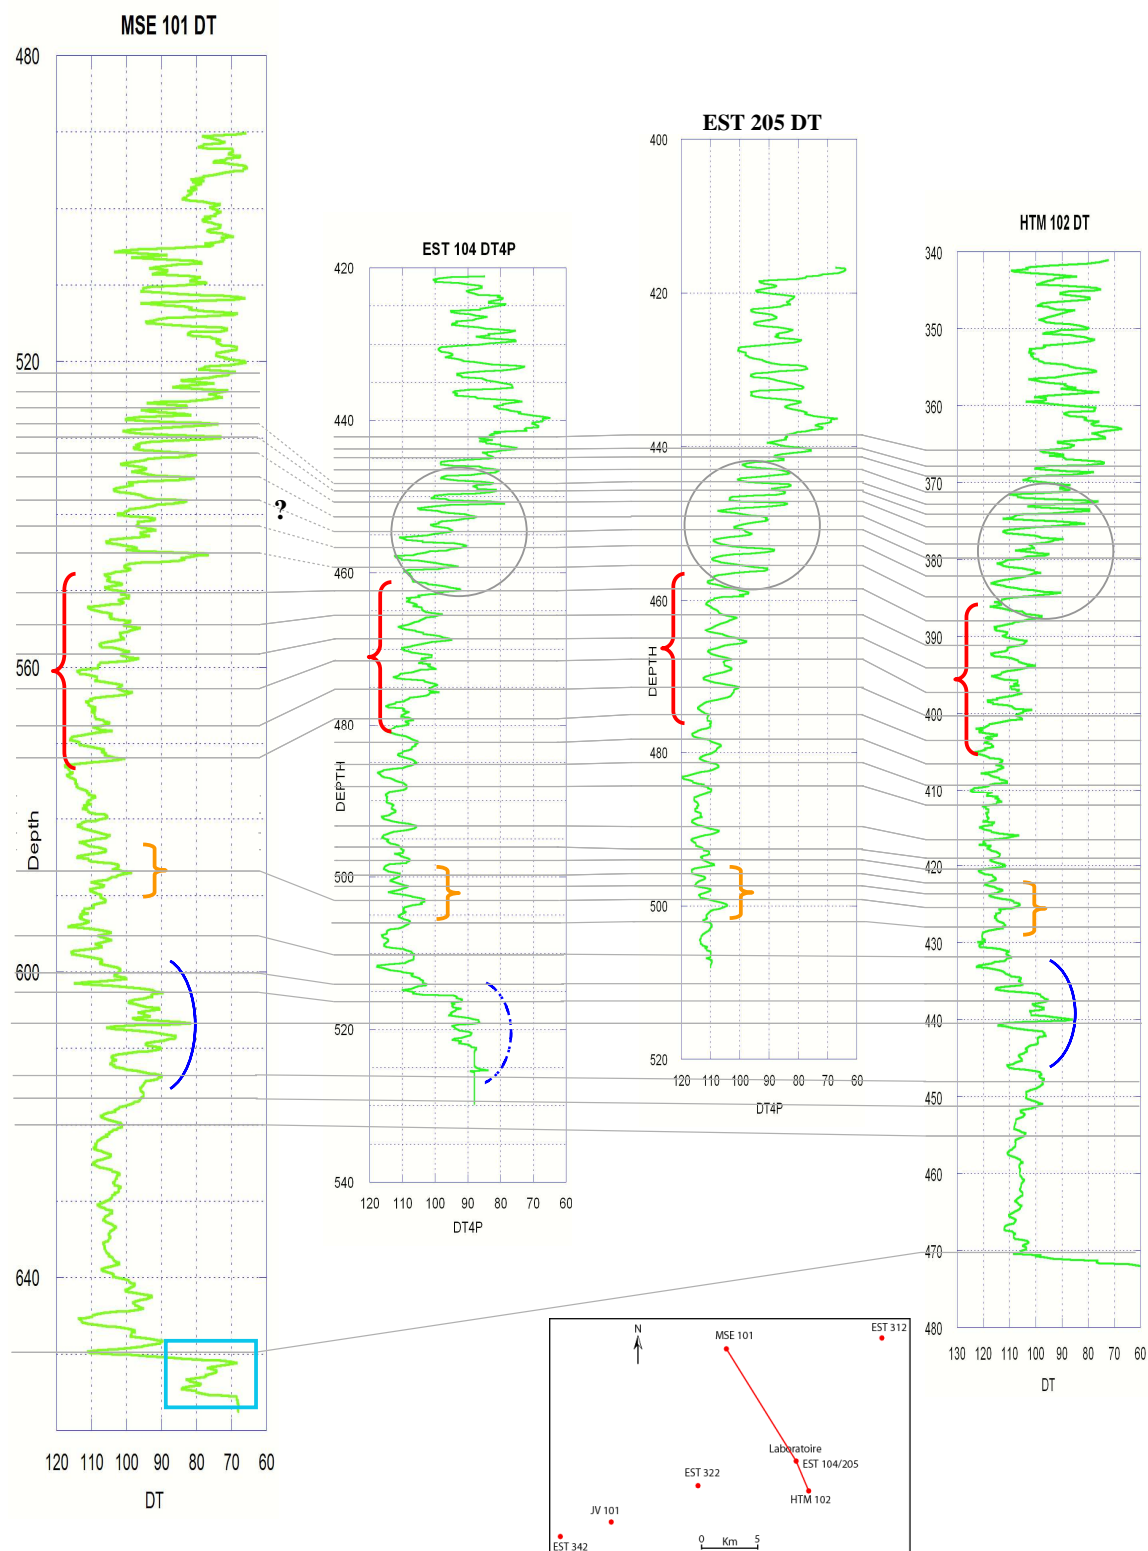 MSE 101 DT
480
520
560
600
640
Depth
120 110 100 90 80 70 60
DT
?
EST 104 DT4P
420
440
460
480
500
520
540
DEPTH
120 110 100 90 80 70 60
DT4P
EST 205 DT
400
420
440
460
480
500
520
DEPTH
120 110 100 90 80 70 60
DT4P
HTM 102 DT
340
350
360
370
380
390
400
410
420
430
440
450
460
470
480
130 120 110 100 90 80 70 60
DT
N
MSE 101
EST 312
Laboratoire
EST 104/205
EST 322
HTM 102
JV 101
EST 342
0 Km 5